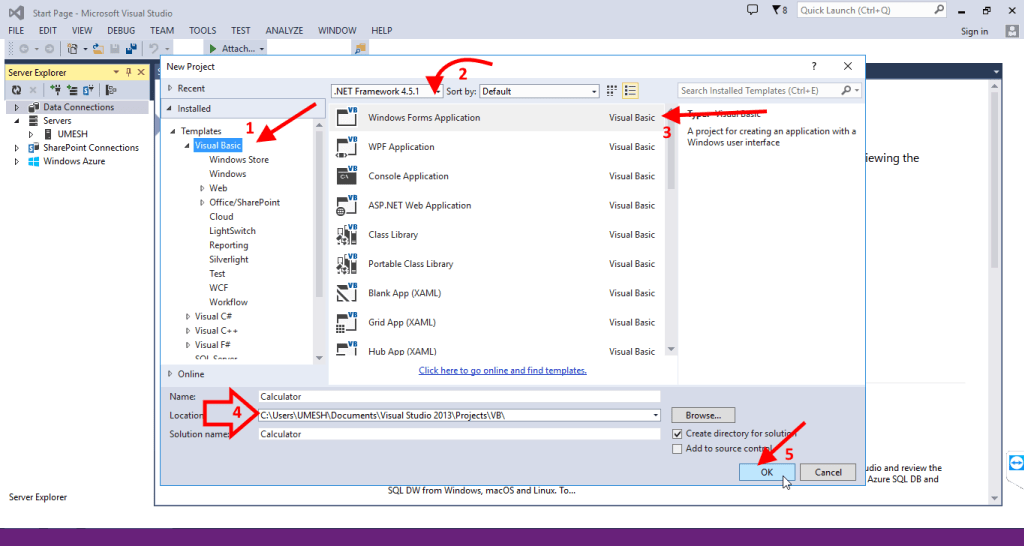 Start Page - Microsoft Visual Studio
8
Quick Launch (Ctrl+Q)
FILE EDIT VIEW DEBUG TEAM TOOLS TEST ANALYZE WINDOW HELP
Sign in
Attach...
Server Explorer
Data Connections
Servers
UMESH
SharePoint Connections
Windows Azure
New Project
?
Recent
.NET Framework 4.5.1
2
Sort by: Default
Search Installed Templates (Ctrl+E)
Installed
Templates
1
Visual Basic
Windows Store
Windows
Web
Office/SharePoint
Cloud
LightSwitch
Reporting
Silverlight
Test
WCF
Workflow
Visual C#
Visual C++
Visual F#
SQL Server
Online
VB Windows Forms Application Visual Basic
VB WPF Application Visual Basic
VB Console Application Visual Basic
VB ASP.NET Web Application Visual Basic
VB Class Library Visual Basic
VB Portable Class Library Visual Basic
VB Blank App (XAML) Visual Basic
VB Grid App (XAML) Visual Basic
VB Hub App (XAML) Visual Basic
Click here to go online and find templates.
3
Type: Visual Basic
A project for creating an application with a
Windows user interface
iewing the
Name: Calculator
Location: 4 C:\Users\UMESH\Documents\Visual Studio 2013\Projects\VB\
Browse...
Solution name: Calculator
Create directory for solution
Add to source control
5
OK
Cancel
udio and review the
Azure SQL DB and
SQL DW from Windows, macOS and Linux. To...
Server Explorer